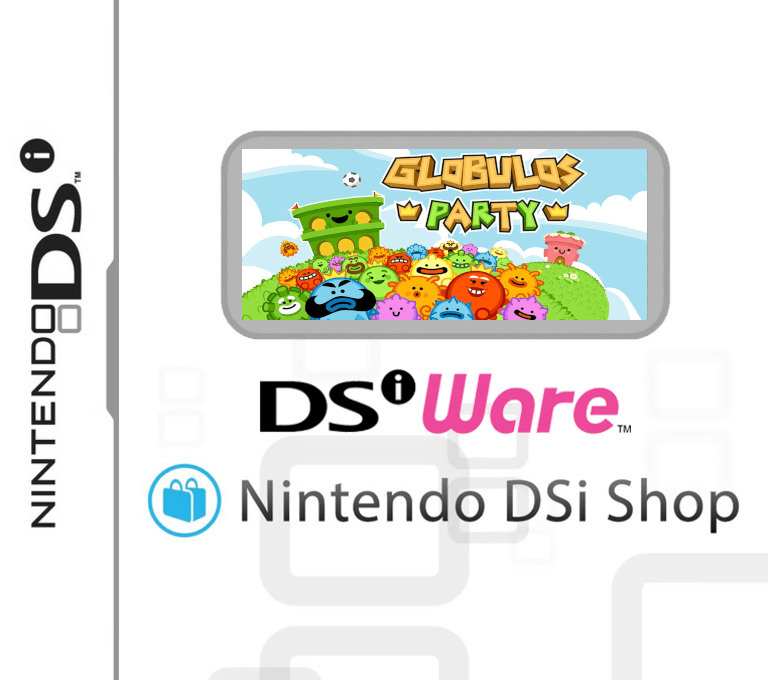 NINTENDO DSi™
GLOBULOS
PARTY
DSiWare™
Nintendo DSi Shop